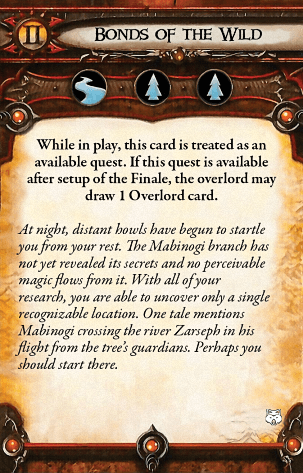 II
Bonds of the Wild
While in play, this card is treated as an
available quest. If this quest is available
after setup of the Finale, the overlord may
draw 1 Overlord card.
At night, distant howls have begun to startle
you from your rest. The Mabinogi branch has
not yet revealed its secrets and no perceivable
magic flows from it. With all of your
research, you are able to uncover only a single
recognizable location. One tale mentions
Mabinogi crossing the river Zarseph in his
flight from the tree's guardians. Perhaps you
should start there.